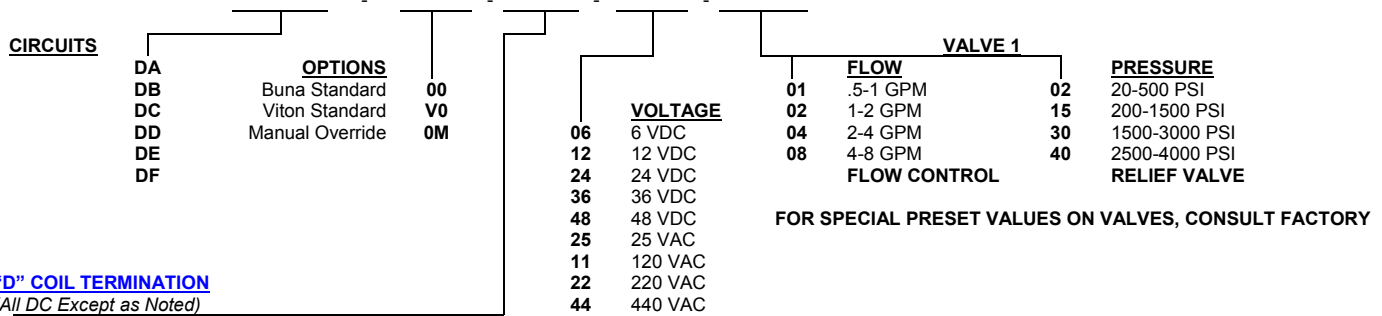 - - - -
CIRCUITS VALVE 1
DA OPTIONS FLOW PRESSURE
DB Buna Standard 00 01 .5-1 GPM 02 20-500 PSI
DC Viton Standard V0 VOLTAGE 02 1-2 GPM 15 200-1500 PSI
DD Manual Override 0M 06 6 VDC 04 2-4 GPM 30 1500-3000 PSI
DE 12 12 VDC 08 4-8 GPM 40 2500-4000 PSI
DF 24 24 VDC FLOW CONTROL RELIEF VALVE
36 36 VDC
48 48 VDC FOR SPECIAL PRESET VALUES ON VALVES, CONSULT FACTORY
25 25 VAC
11 120 VAC
"D" COIL TERMINATION 22 220 VAC
(All DC Except as Noted) 44 440 VAC